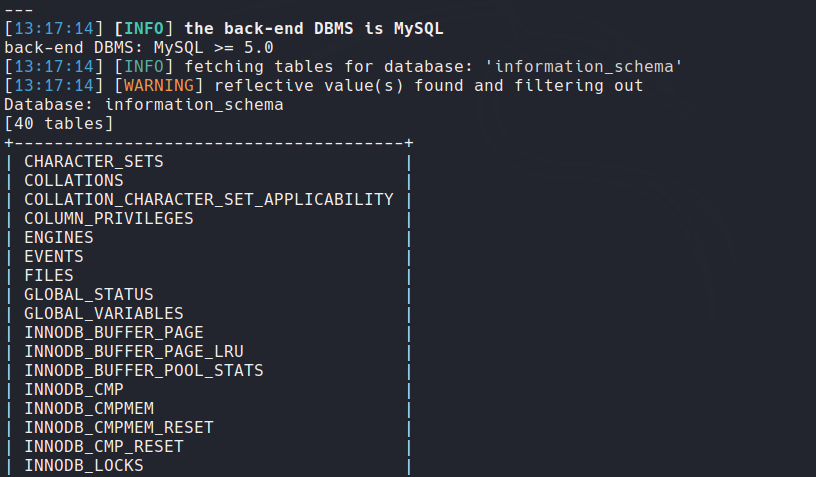 ---
[13:17:14] [INFO] the back-end DBMS is MySQL
back-end DBMS: MySQL >= 5.0
[13:17:14] [INFO] fetching tables for database: 'information_schema'
[13:17:14] [WARNING] reflective value(s) found and filtering out
Database: information_schema
[40 tables]
+---------------------------------------+
| CHARACTER_SETS                        |
| COLLATIONS                            |
| COLLATION_CHARACTER_SET_APPLICABILITY |
| COLUMN_PRIVILEGES                     |
| ENGINES                               |
| EVENTS                                |
| FILES                                 |
| GLOBAL_STATUS                         |
| GLOBAL_VARIABLES                      |
| INNODB_BUFFER_PAGE                    |
| INNODB_BUFFER_PAGE_LRU                |
| INNODB_BUFFER_POOL_STATS              |
| INNODB_CMP                            |
| INNODB_CMPMEM                         |
| INNODB_CMPMEM_RESET                   |
| INNODB_CMP_RESET                      |
| INNODB_LOCKS                          |